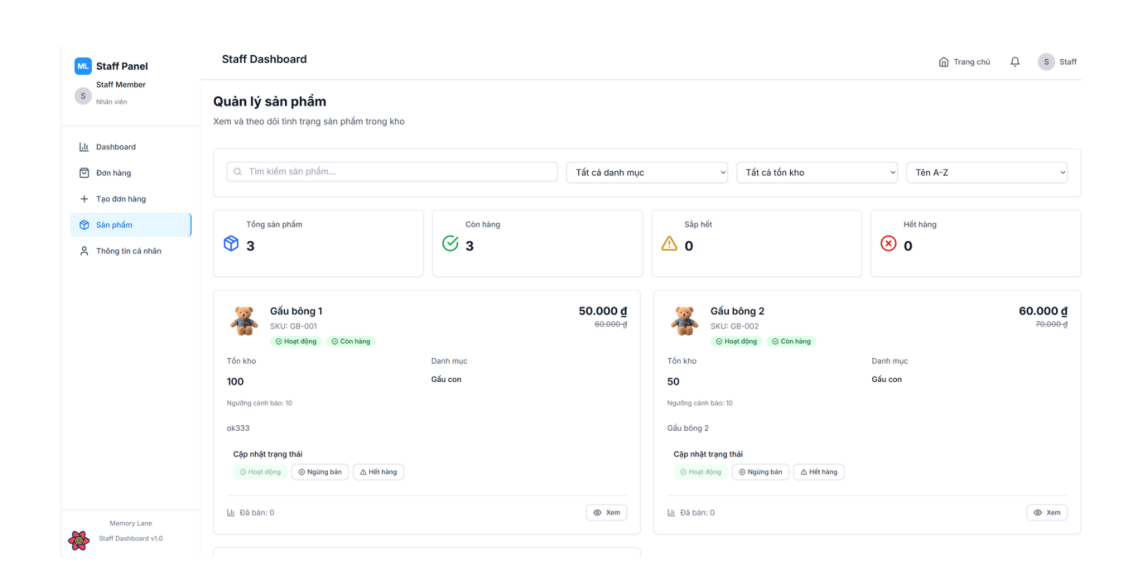 ML Staff Panel
Staff Dashboard
Trang chủ
S Staff
Staff Member
S
Nhân viên
Quản lý sản phẩm
Xem và theo dõi tình trạng sản phẩm trong kho
Dashboard
Đơn hàng
Tạo đơn hàng
Sản phẩm
Thông tin cá nhân
Tìm kiếm sản phẩm...
Tất cả danh mục
Tất cả tồn kho
Tên A-Z
Tổng sản phẩm
3
Còn hàng
3
Sắp hết
0
Hết hàng
0
Gấu bông 1
50.000 ₫
SKU: GB-001
60.000 ₫
Hoạt động Còn hàng
Tồn kho
Danh mục
100
Gấu con
Ngưỡng cảnh báo: 10
ok333
Cập nhật trạng thái
Hoạt động Ngừng bán Hết hàng
Đã bán: 0
Xem
Gấu bông 2
60.000 ₫
SKU: GB-002
70.000 ₫
Hoạt động Còn hàng
Tồn kho
Danh mục
50
Gấu con
Ngưỡng cảnh báo: 10
Gấu bông 2
Cập nhật trạng thái
Hoạt động Ngừng bán Hết hàng
Đã bán: 0
Xem
Memory Lane
Staff Dashboard v1.0